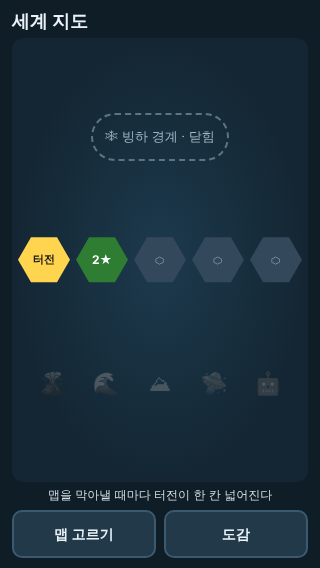 세계 지도
❄ 빙하 경계 · 닫힘
터전
2★
맵을 막아낼 때마다 터전이 한 칸 넓어진다
맵 고르기
도감